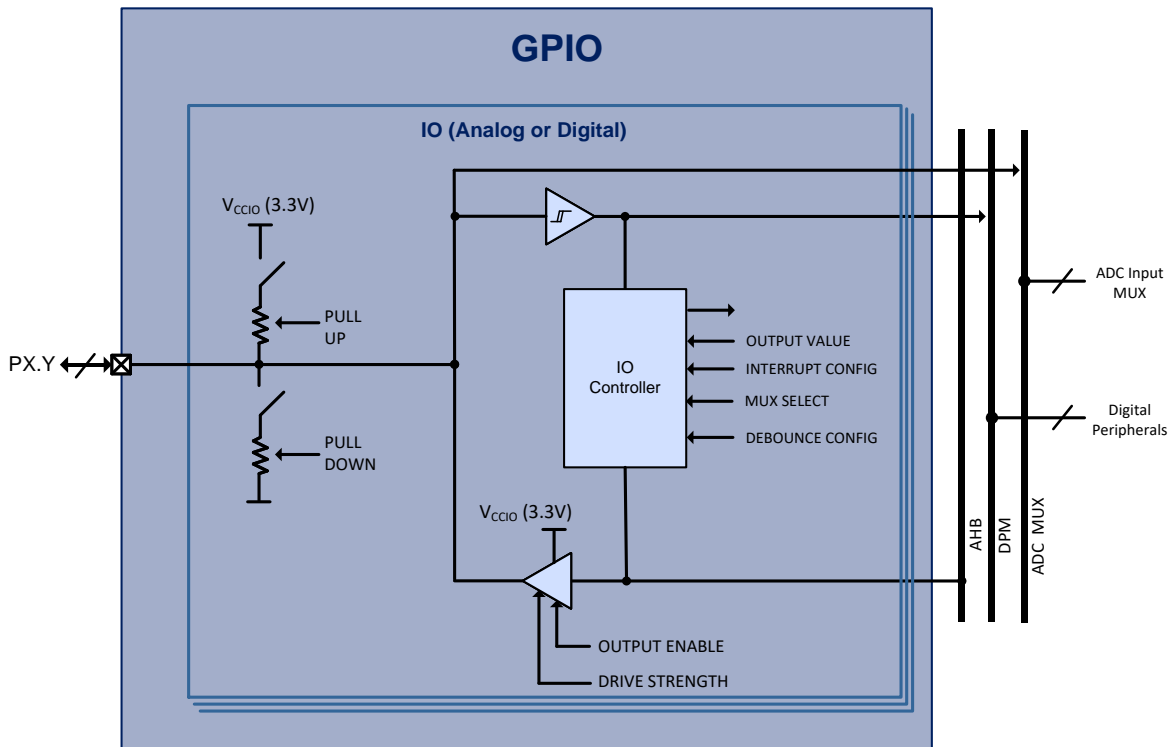 GPIO
IO (Analog or Digital)
VCCIO (3.3V)
PULL
UP
PX.Y
PULL
DOWN
IO
Controller
OUTPUT VALUE
INTERRUPT CONFIG
MUX SELECT
DEBOUNCE CONFIG
VCCIO (3.3V)
OUTPUT ENABLE
DRIVE STRENGTH
AHB
DPM
ADC MUX
ADC Input
MUX
Digital
Peripherals